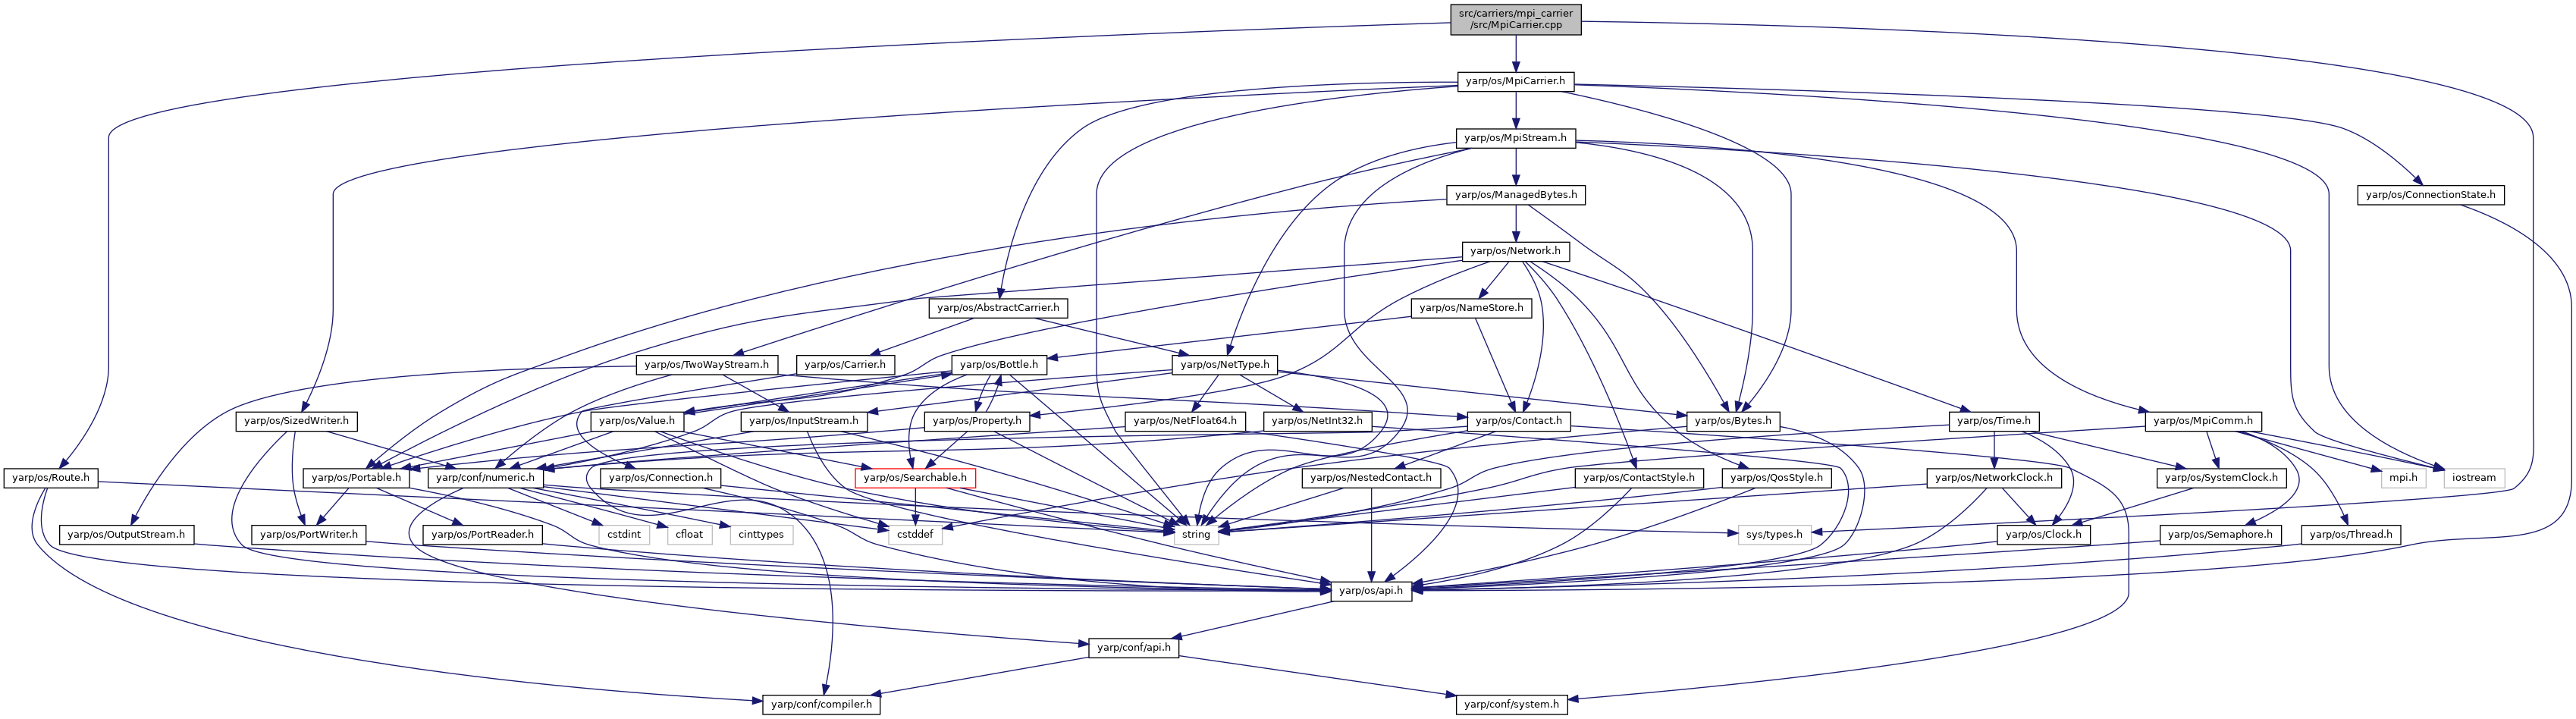 src/carriers/mpi_carrier
/src/MpiCarrier.cpp
yarp/os/MpiCarrier.h
yarp/os/MpiStream.h
yarp/os/ManagedBytes.h
yarp/os/ConnectionState.h
yarp/os/Network.h
yarp/os/AbstractCarrier.h
yarp/os/NameStore.h
yarp/os/TwoWayStream.h
yarp/os/Carrier.h
yarp/os/Bottle.h
yarp/os/NetType.h
yarp/os/SizedWriter.h
yarp/os/Value.h
yarp/os/InputStream.h
yarp/os/Property.h
yarp/os/NetFloat64.h
yarp/os/NetInt32.h
yarp/os/Contact.h
yarp/os/Bytes.h
yarp/os/Time.h
yarp/os/MpiComm.h
yarp/os/Route.h
yarp/os/Portable.h
yarp/conf/numeric.h
yarp/os/Connection.h
yarp/os/Searchable.h
yarp/os/NestedContact.h
yarp/os/ContactStyle.h
yarp/os/QosStyle.h
yarp/os/NetworkClock.h
yarp/os/SystemClock.h
mpi.h
iostream
yarp/os/OutputStream.h
yarp/os/PortWriter.h
yarp/os/PortReader.h
cstdint
cfloat
cinttypes
cstddef
string
sys/types.h
yarp/os/Clock.h
yarp/os/Semaphore.h
yarp/os/Thread.h
yarp/os/api.h
yarp/conf/api.h
yarp/conf/compiler.h
yarp/conf/system.h